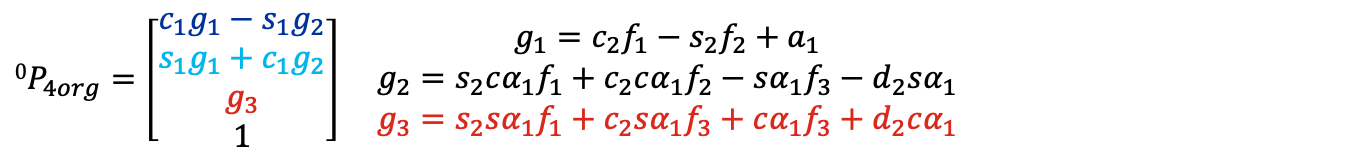 c₁g₁ − s₁g₂
s₁g₁ + c₁g₂
⁰P₄ₒᵣg =
g₃
1
g₁ = c₂f₁ − s₂f₂ + a₁
g₂ = s₂cα₁f₁ + c₂cα₁f₂ − sα₁f₃ − d₂sα₁
g₃ = s₂sα₁f₁ + c₂sα₁f₃ + cα₁f₃ + d₂cα₁